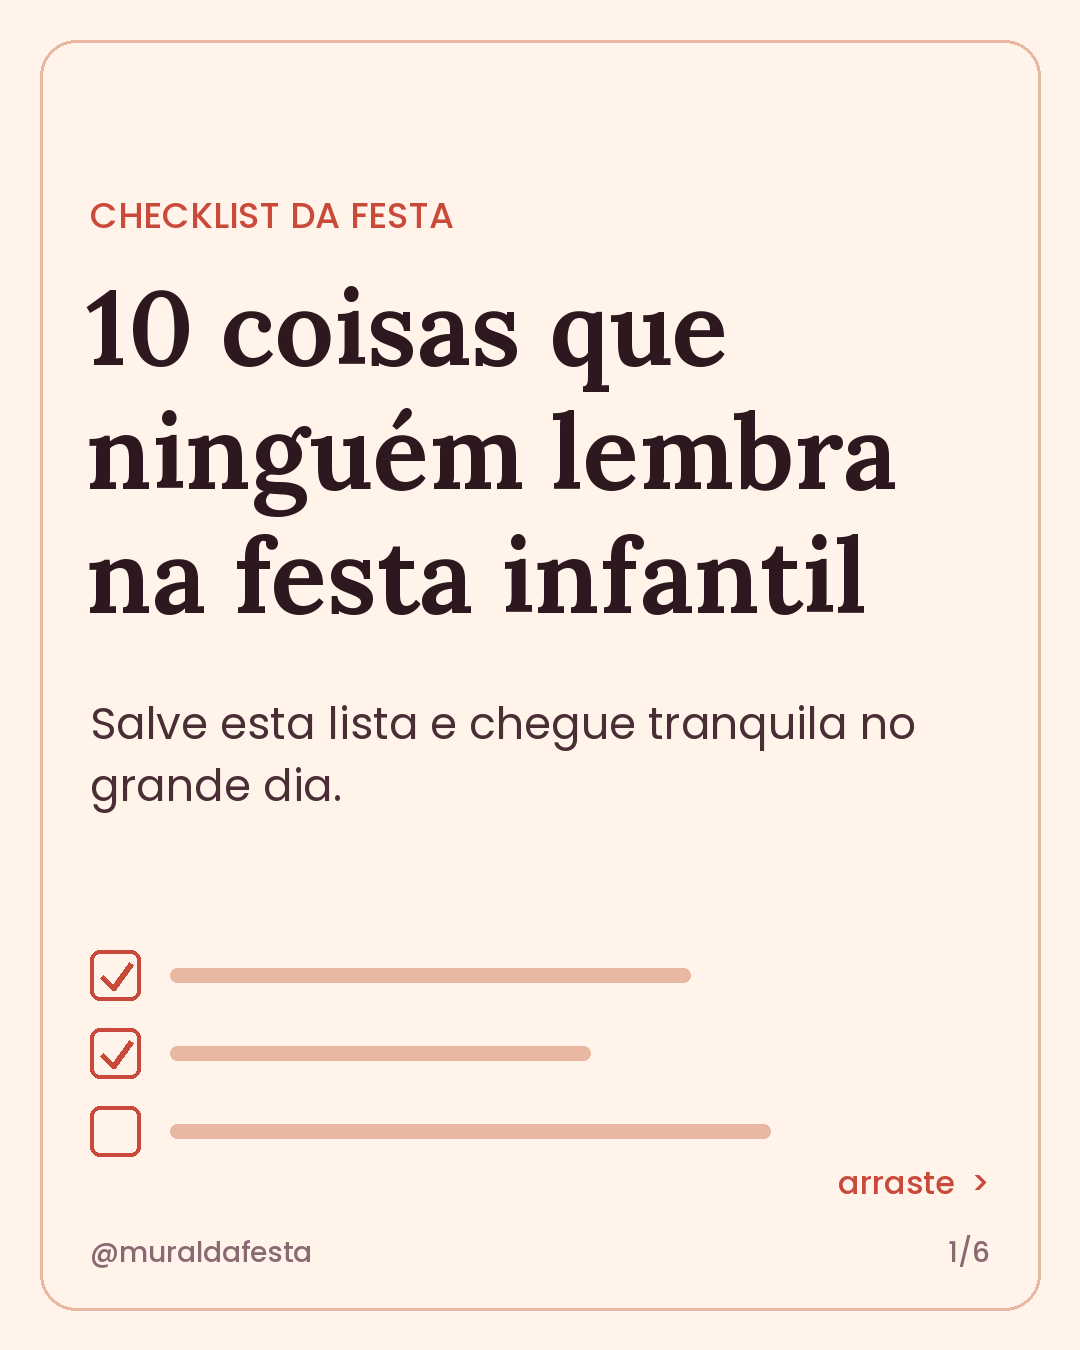 CHECKLIST DA FESTA
10 coisas que
ninguém lembra
na festa infantil
Salve esta lista e chegue tranquila no
grande dia.
arraste >
@muraldafesta
1/6